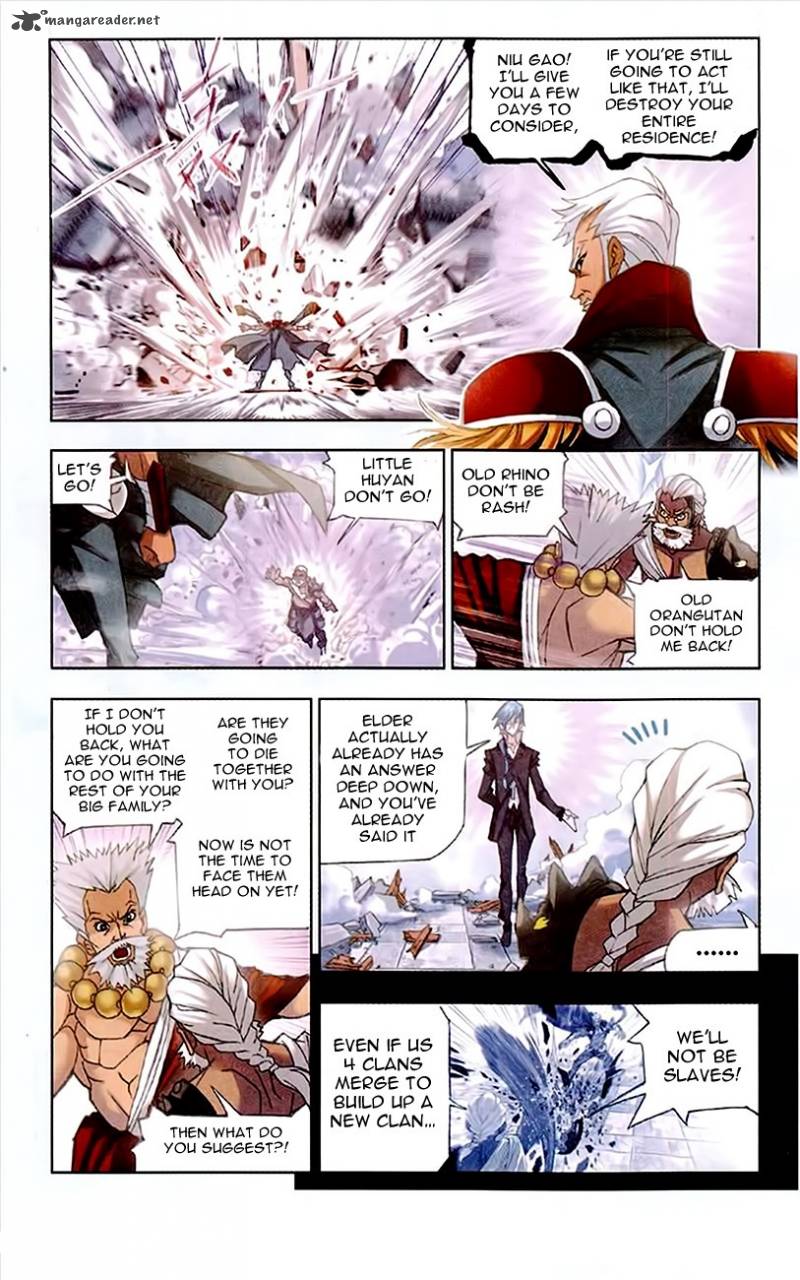 mangareader.net
NIU GAO!
I'LL GIVE
YOU A FEW
DAYS TO
CONSIDER,
IF YOU'RE STILL
GOING TO ACT
LIKE THAT, I'LL
DESTROY YOUR
ENTIRE
RESIDENCE!
LET'S
GO!
LITTLE
HUYAN
DON'T GO!
OLD RHINO
DON'T BE
RASH!
OLD
ORANGUTAN
DON'T HOLD
ME BACK!
IF I DON'T
HOLD YOU
BACK, WHAT
ARE YOU GOING
TO DO WITH THE
REST OF YOUR
BIG FAMILY?
ARE THEY
GOING
TO DIE
TOGETHER
WITH YOU?
NOW IS NOT
THE TIME TO
FACE THEM
HEAD ON YET!
THEN WHAT DO
YOU SUGGEST?!
ELDER
ACTUALLY
ALREADY HAS
AN ANSWER
DEEP DOWN,
AND YOU'VE
ALREADY
SAID IT
......
EVEN IF US
4 CLANS
MERGE TO
BUILD UP A
NEW CLAN...
WE'LL
NOT BE
SLAVES!